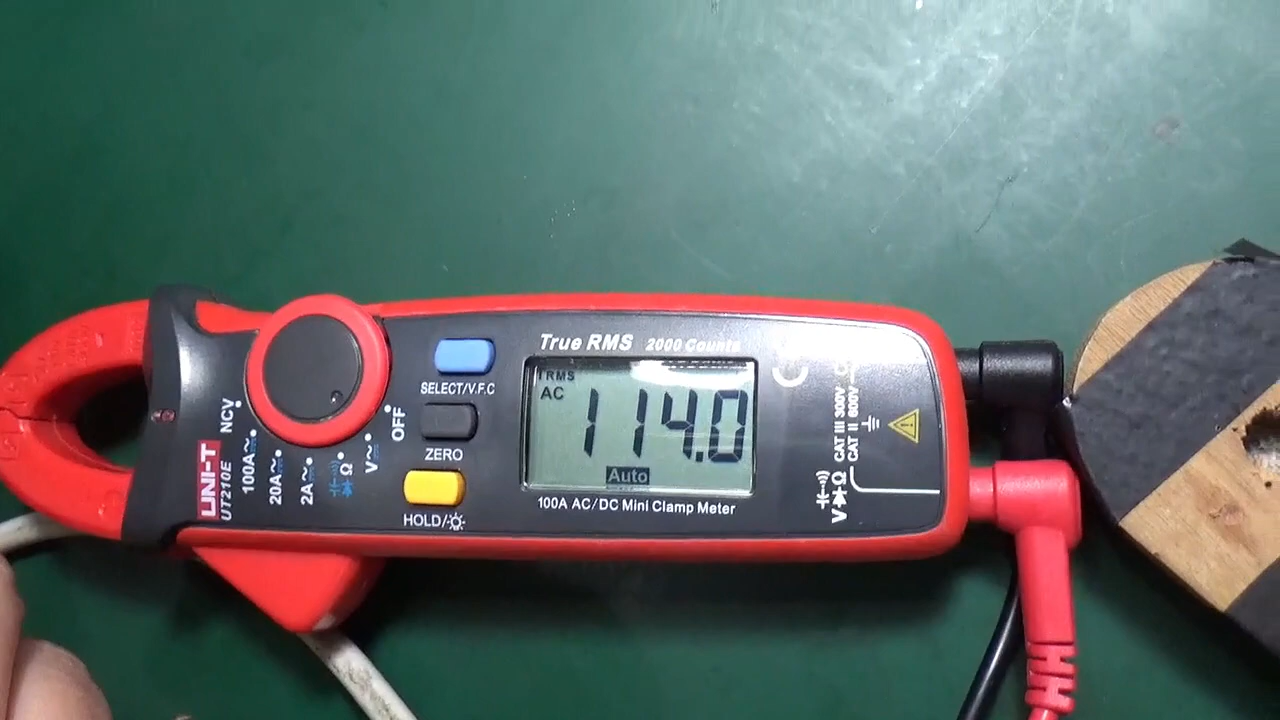 True RMS 2000 Counts
TRMS
AC
114.0
Auto
100A AC/DC Mini Clamp Meter
SELECT/V.F.C
ZERO
HOLD/
OFF
V
Ω
2A
20A
100A
NCV
UNI-T
UT210E
CAT III 300V
CAT II 600V
V Ω